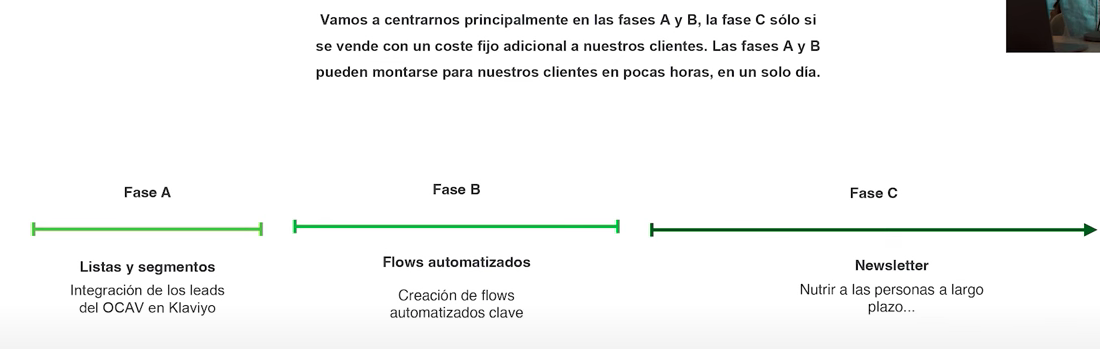 Vamos a centrarnos principalmente en las fases A y B, la fase C sólo si
se vende con un coste fijo adicional a nuestros clientes. Las fases A y B
pueden montarse para nuestros clientes en pocas horas, en un solo día.
Fase A
Fase B
Fase C
Listas y segmentos
Integración de los leads
del OCAV en Klaviyo
Flows automatizados
Creación de flows
automatizados clave
Newsletter
Nutrir a las personas a largo
plazo...